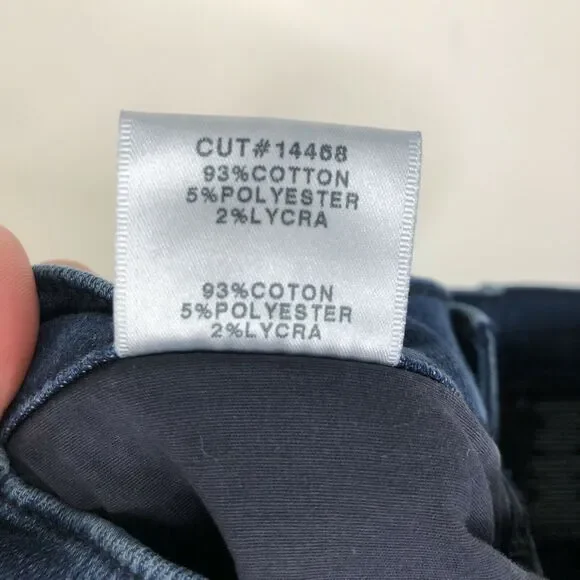 CUT#14468
93%COTTON
5%POLYESTER
2%LYCRA
93%COTON
5%POLYESTER
2%LYCRA